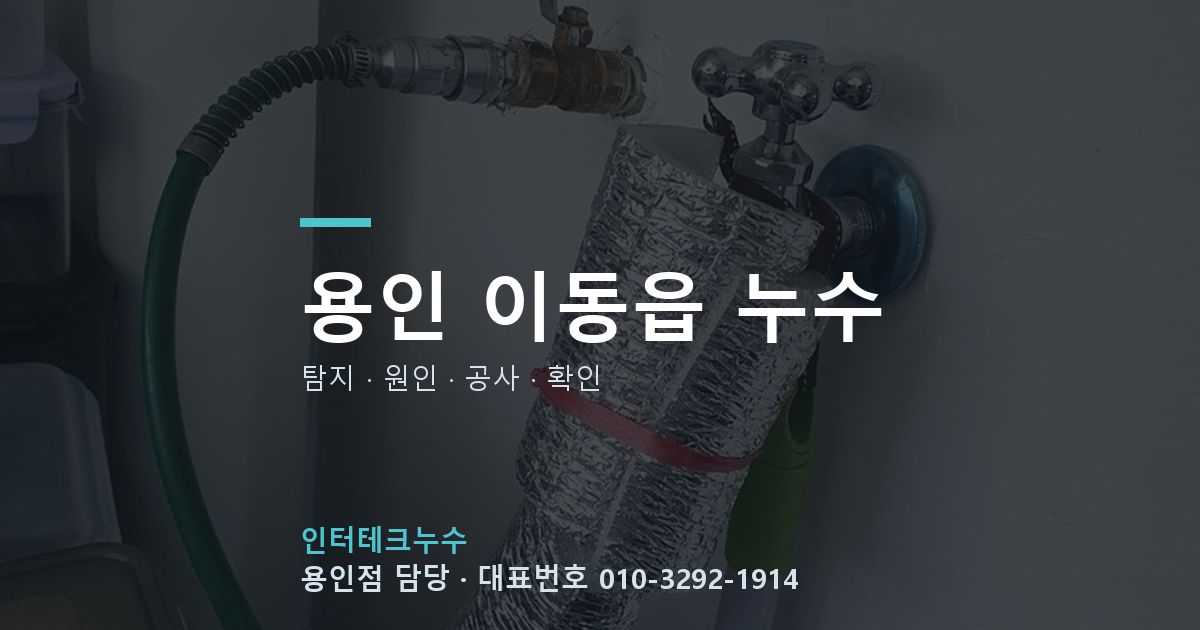 용인 이동읍 누수
탐지 · 원인 · 공사 · 확인
인터테크누수
용인점 담당 · 대표번호 010-3292-1914